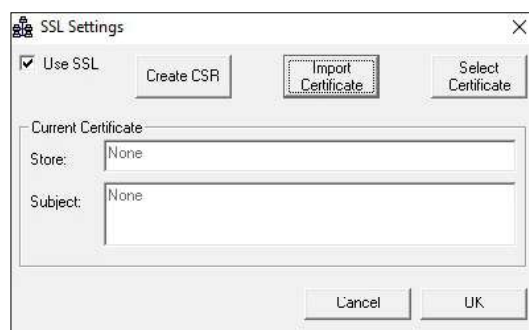 SSL Settings
Use SSL
Create CSR
Import
Certificate
Select
Certificate
Current Certificate
Store:
None
Subject:
None
Cancel
OK